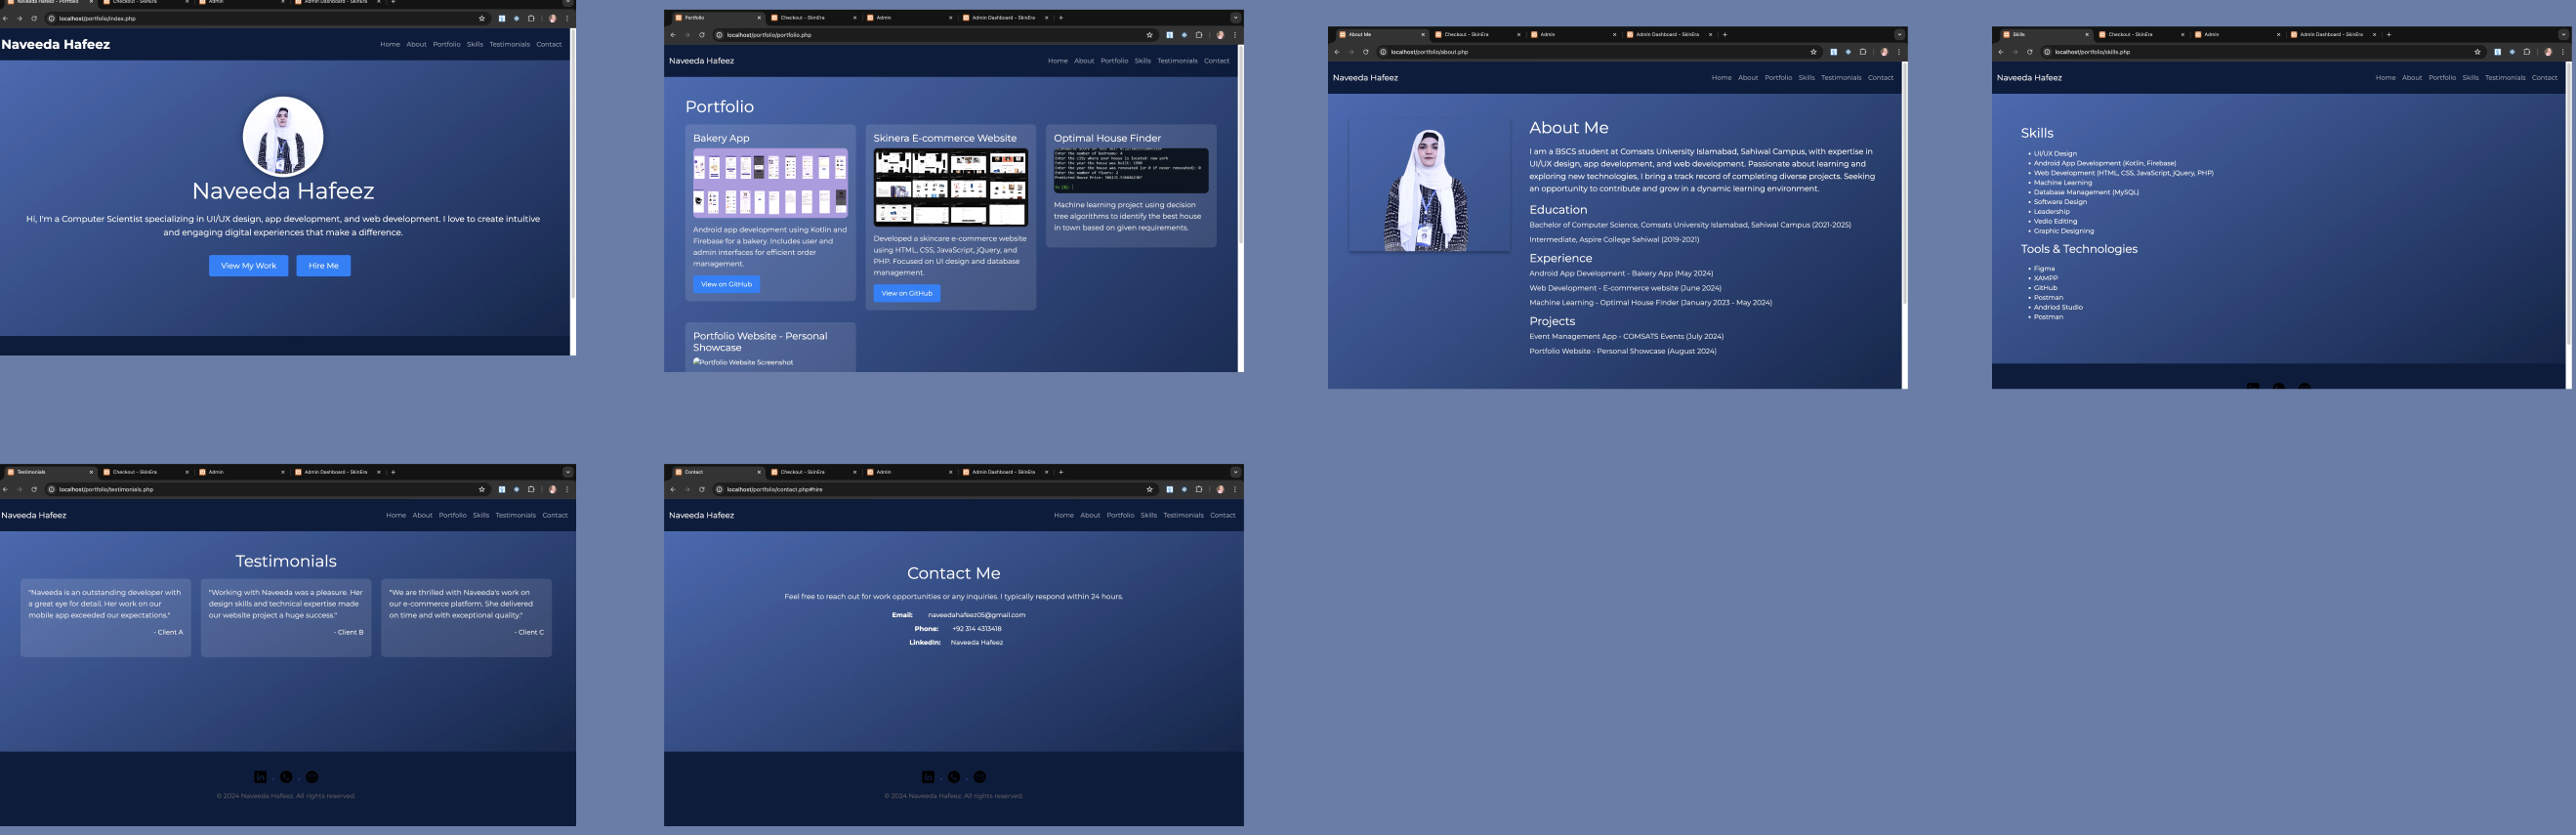 Naveeda Hafeez - Portfolio
Checkout - SkinEra
Admin
Admin Dashboard - SkinEra
localhost/portfolio/index.php
Naveeda Hafeez
Home About Portfolio Skills Testimonials Contact
Naveeda Hafeez
Hi, I'm a Computer Scientist specializing in UI/UX design, app development, and web development. I love to create intuitive
and engaging digital experiences that make a difference.
View My Work
Hire Me
Portfolio
Checkout - SkinEra
Admin
Admin Dashboard - SkinEra
localhost/portfolio/portfolio.php
Naveeda Hafeez
Home About Portfolio Skills Testimonials Contact
Portfolio
Bakery App
Android app development using Kotlin and
Firebase for a bakery. Includes user and
admin interfaces for efficient order
management.
View on GitHub
Skinera E-commerce Website
Developed a skincare e-commerce website
using HTML, CSS, JavaScript, jQuery, and
PHP. Focused on UI design and database
management.
View on GitHub
Optimal House Finder
Enter the number of bedrooms: 4
Enter the city where your house is located: new work
Enter the number of floors: 2
Machine learning project using decision
tree algorithms to identify the best house
in town based on given requirements.
Portfolio Website - Personal
Showcase
Portfolio Website Screenshot
About Me
Checkout - SkinEra
Admin
Admin Dashboard - SkinEra
localhost/portfolio/about.php
Naveeda Hafeez
Home About Portfolio Skills Testimonials Contact
About Me
I am a BSCS student at Comsats University Islamabad, Sahiwal Campus, with expertise in
UI/UX design, app development, and web development. Passionate about learning and
exploring new technologies, I bring a track record of completing diverse projects. Seeking
an opportunity to contribute and grow in a dynamic learning environment.
Education
Bachelor of Computer Science, Comsats University Islamabad, Sahiwal Campus (2021-2025)
Intermediate, Aspire College Sahiwal (2019-2021)
Experience
Android App Development - Bakery App (May 2024)
Web Development - E-commerce website (June 2024)
Machine Learning - Optimal House Finder (January 2023 - May 2024)
Projects
Event Management App - COMSATS Events (July 2024)
Portfolio Website - Personal Showcase (August 2024)
Skills
Checkout - SkinEra
Admin
Admin Dashboard - SkinEra
localhost/portfolio/skills.php
Naveeda Hafeez
Home About Portfolio Skills Testimonials Contact
Skills
• UI/UX Design
• Android App Development (Kotlin, Firebase)
• Web Development (HTML, CSS, JavaScript, jQuery, PHP)
• Machine Learning
• Database Management (MySQL)
• Software Design
• Leadership
• Vedio Editing
• Graphic Designing
Tools & Technologies
• Figma
• XAMPP
• GitHub
• Postman
• Andriod Studio
• Postman
Testimonials
Checkout - SkinEra
Admin
Admin Dashboard - SkinEra
localhost/portfolio/testimonials.php
Naveeda Hafeez
Home About Portfolio Skills Testimonials Contact
Testimonials
"Naveeda is an outstanding developer with
a great eye for detail. Her work on our
mobile app exceeded our expectations."
- Client A
"Working with Naveeda was a pleasure. Her
design skills and technical expertise made
our website project a huge success."
- Client B
"We are thrilled with Naveeda's work on
our e-commerce platform. She delivered
on time and with exceptional quality."
- Client C
© 2024 Naveeda Hafeez. All rights reserved.
Contact
Checkout - SkinEra
Admin
Admin Dashboard - SkinEra
localhost/portfolio/contact.php#hire
Naveeda Hafeez
Home About Portfolio Skills Testimonials Contact
Contact Me
Feel free to reach out for work opportunities or any inquiries. I typically respond within 24 hours.
Email: naveedahafeez05@gmail.com
Phone: +92 314 4313418
LinkedIn: Naveeda Hafeez
© 2024 Naveeda Hafeez. All rights reserved.